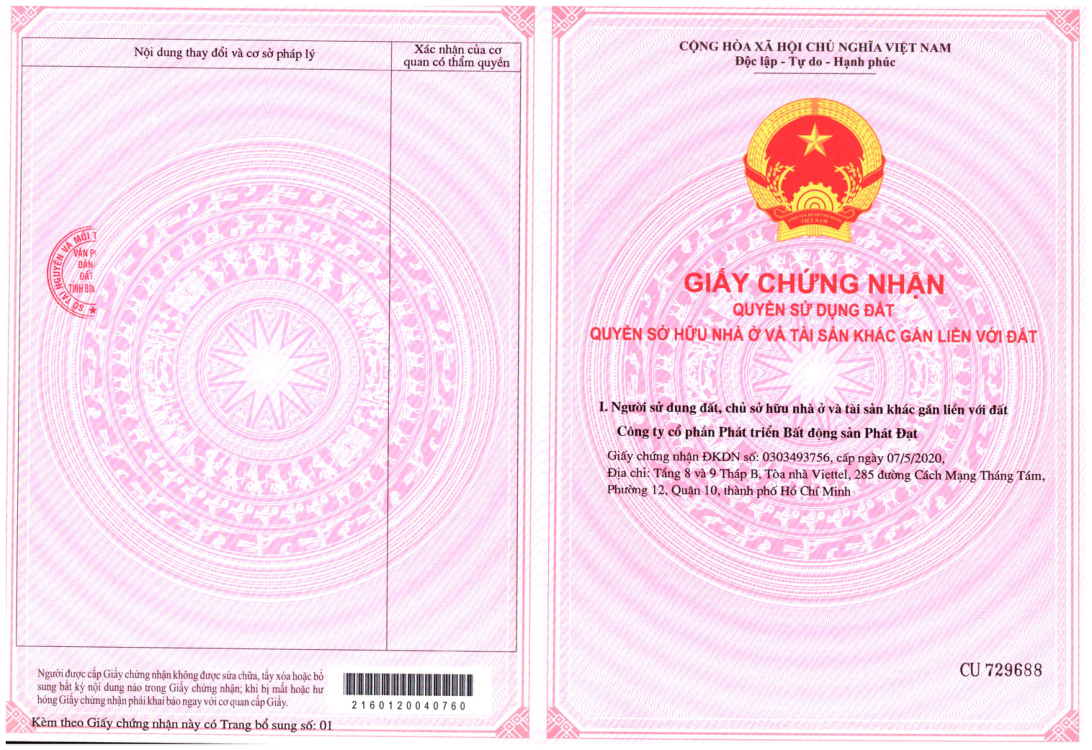 Nội dung thay đổi và cơ sở pháp lý
Xác nhận của cơ
quan có thẩm quyền
SỞ TÀI NGUYÊN VÀ MÔI T
VĂN P
ĐĂN
ĐẤT
TỈNH BÌN
Người được cấp Giấy chứng nhận không được sửa chữa, tẩy xóa hoặc bổ
sung bất kỳ nội dung nào trong Giấy chứng nhận; khi bị mất hoặc hư
hỏng Giấy chứng nhận phải khai báo ngay với cơ quan cấp Giấy.
2160120040760
Kèm theo Giấy chứng nhận này có Trang bổ sung số: 01
CỘNG HÒA XÃ HỘI CHỦ NGHĨA VIỆT NAM
Độc lập - Tự do - Hạnh phúc
CỘNG HÒA XÃ HỘI CHỦ NGHĨA
VIỆT NAM
GIẤY CHỨNG NHẬN
QUYỀN SỬ DỤNG ĐẤT
QUYỀN SỞ HỮU NHÀ Ở VÀ TÀI SẢN KHÁC GẮN LIỀN VỚI ĐẤT
I. Người sử dụng đất, chủ sở hữu nhà ở và tài sản khác gắn liền với đất
Công ty cổ phần Phát triển Bất động sản Phát Đạt
Giấy chứng nhận ĐKDN số: 0303493756, cấp ngày 07/5/2020,
Địa chỉ: Tầng 8 và 9 Tháp B, Tòa nhà Viettel, 285 đường Cách Mạng Tháng Tám,
Phường 12, Quận 10, thành phố Hồ Chí Minh
CU 729688